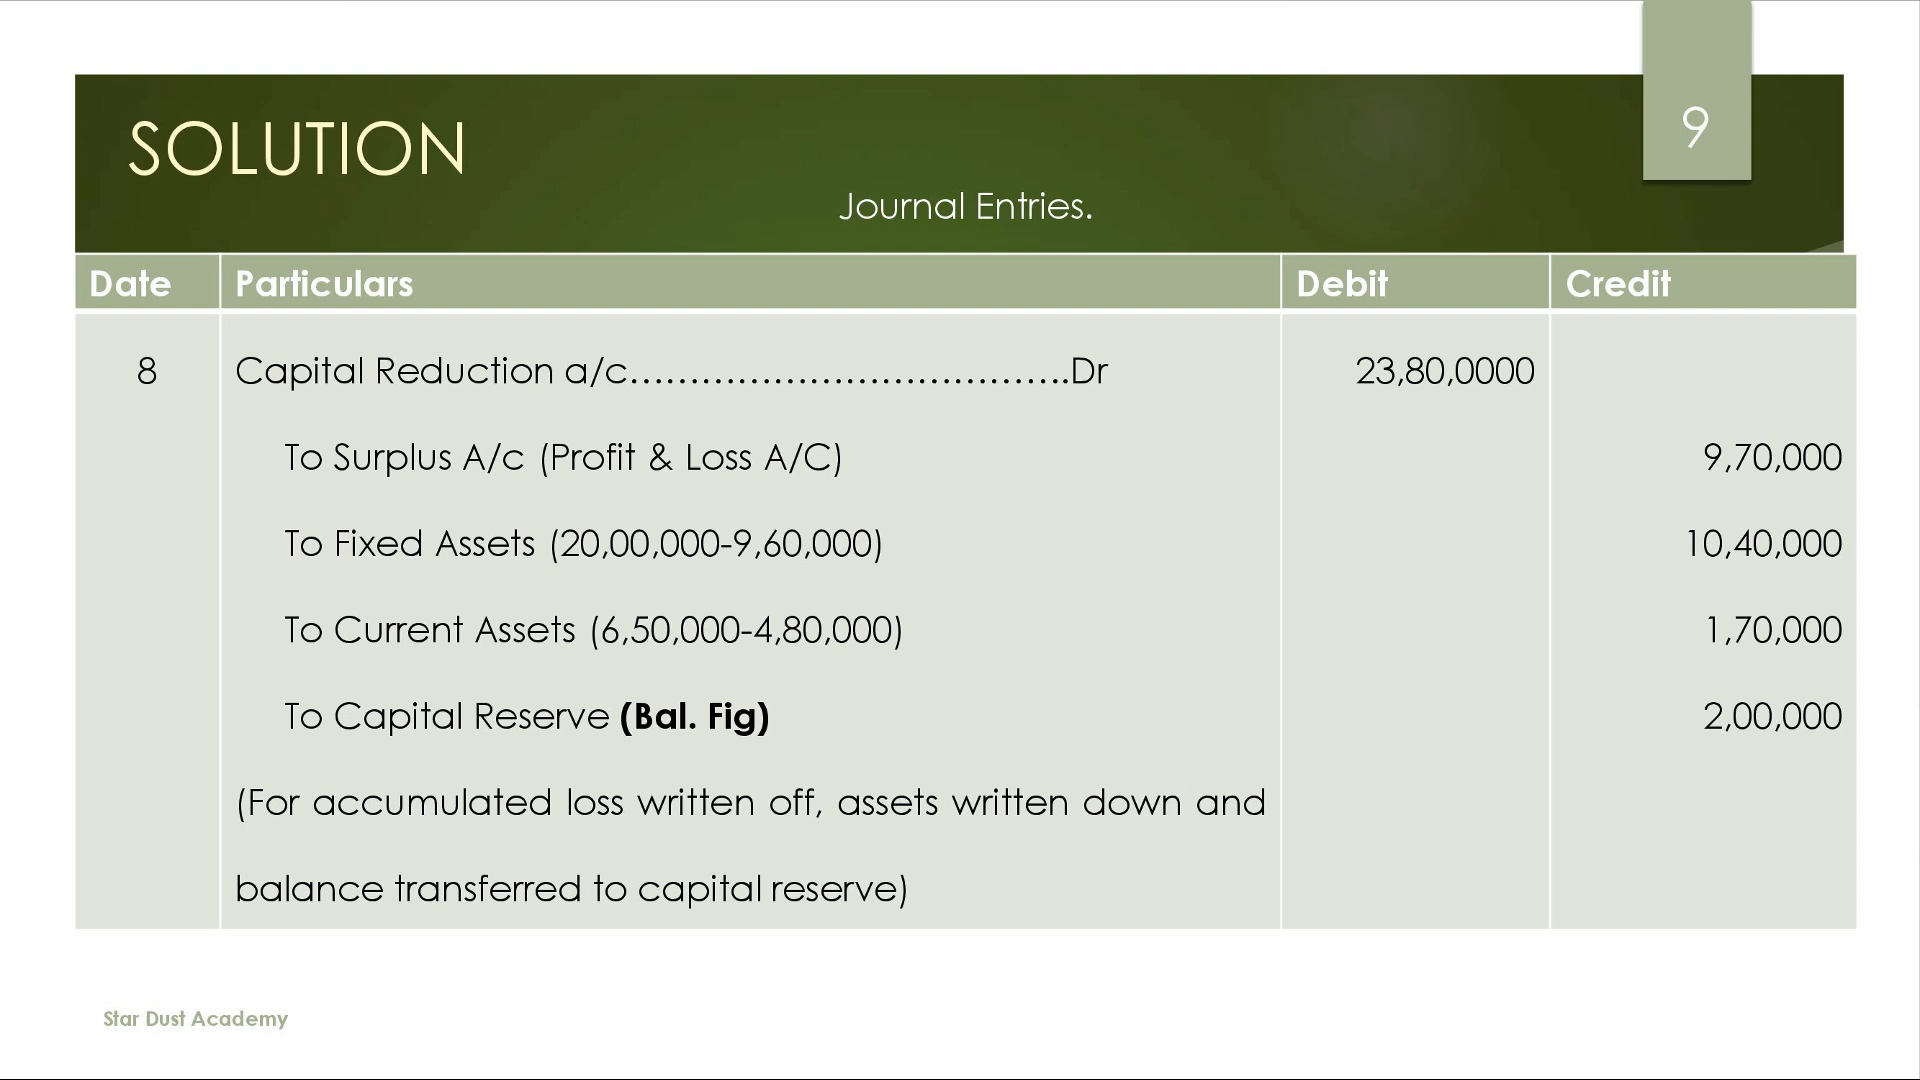 9
SOLUTION
Journal Entries.
Date Particulars Debit Credit
8 Capital Reduction a/c……………………………….Dr 23,80,0000
To Surplus A/c (Profit & Loss A/C) 9,70,000
To Fixed Assets (20,00,000-9,60,000) 10,40,000
To Current Assets (6,50,000-4,80,000) 1,70,000
To Capital Reserve (Bal. Fig) 2,00,000
(For accumulated loss written off, assets written down and
balance transferred to capital reserve)
Star Dust Academy